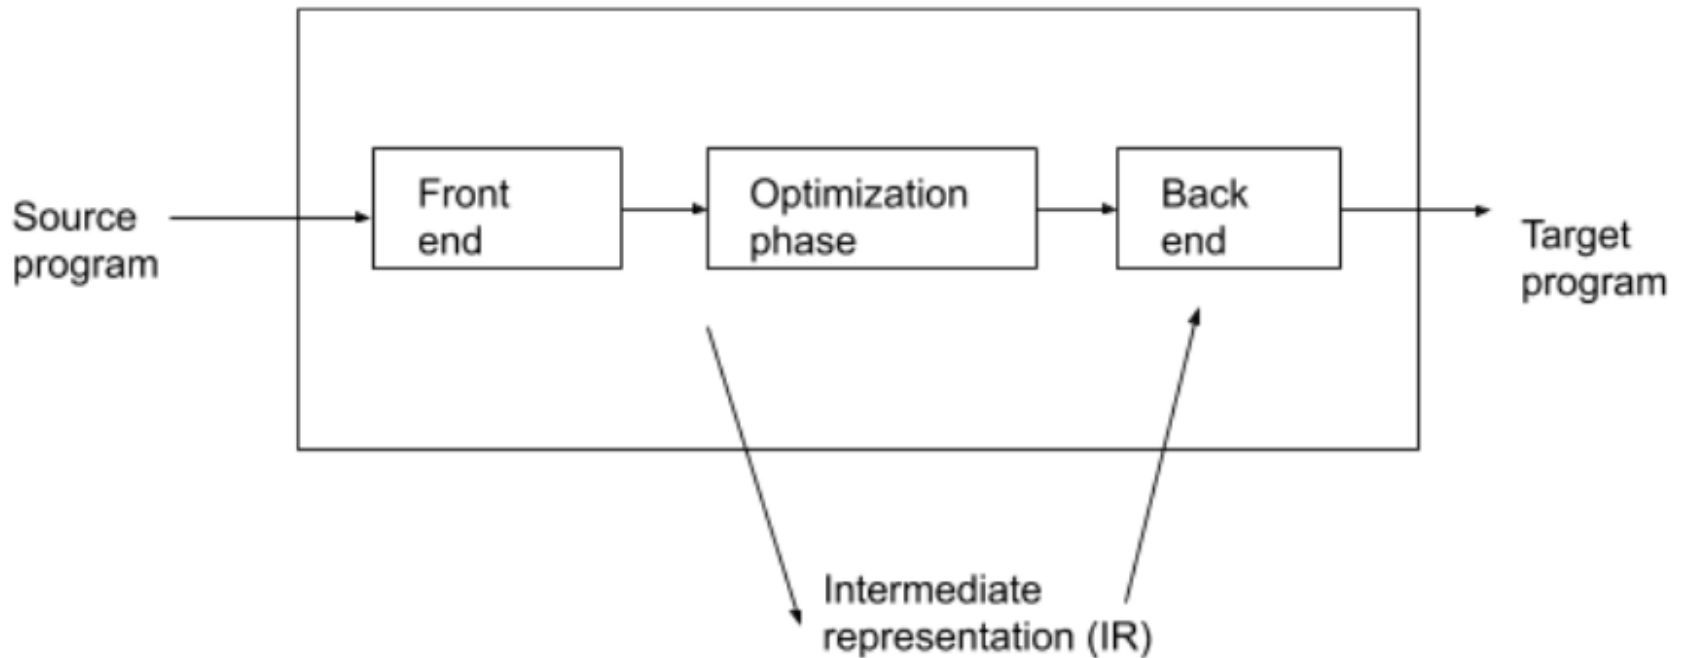 Source
program
Front
end
Optimization
phase
Back
end
Target
program
Intermediate
representation (IR)